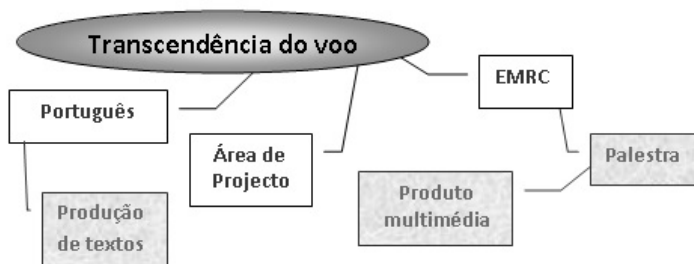 Transcendência do voo
EMRC
Português
Área de
Projecto
Palestra
Produto
multimédia
Produção
de textos